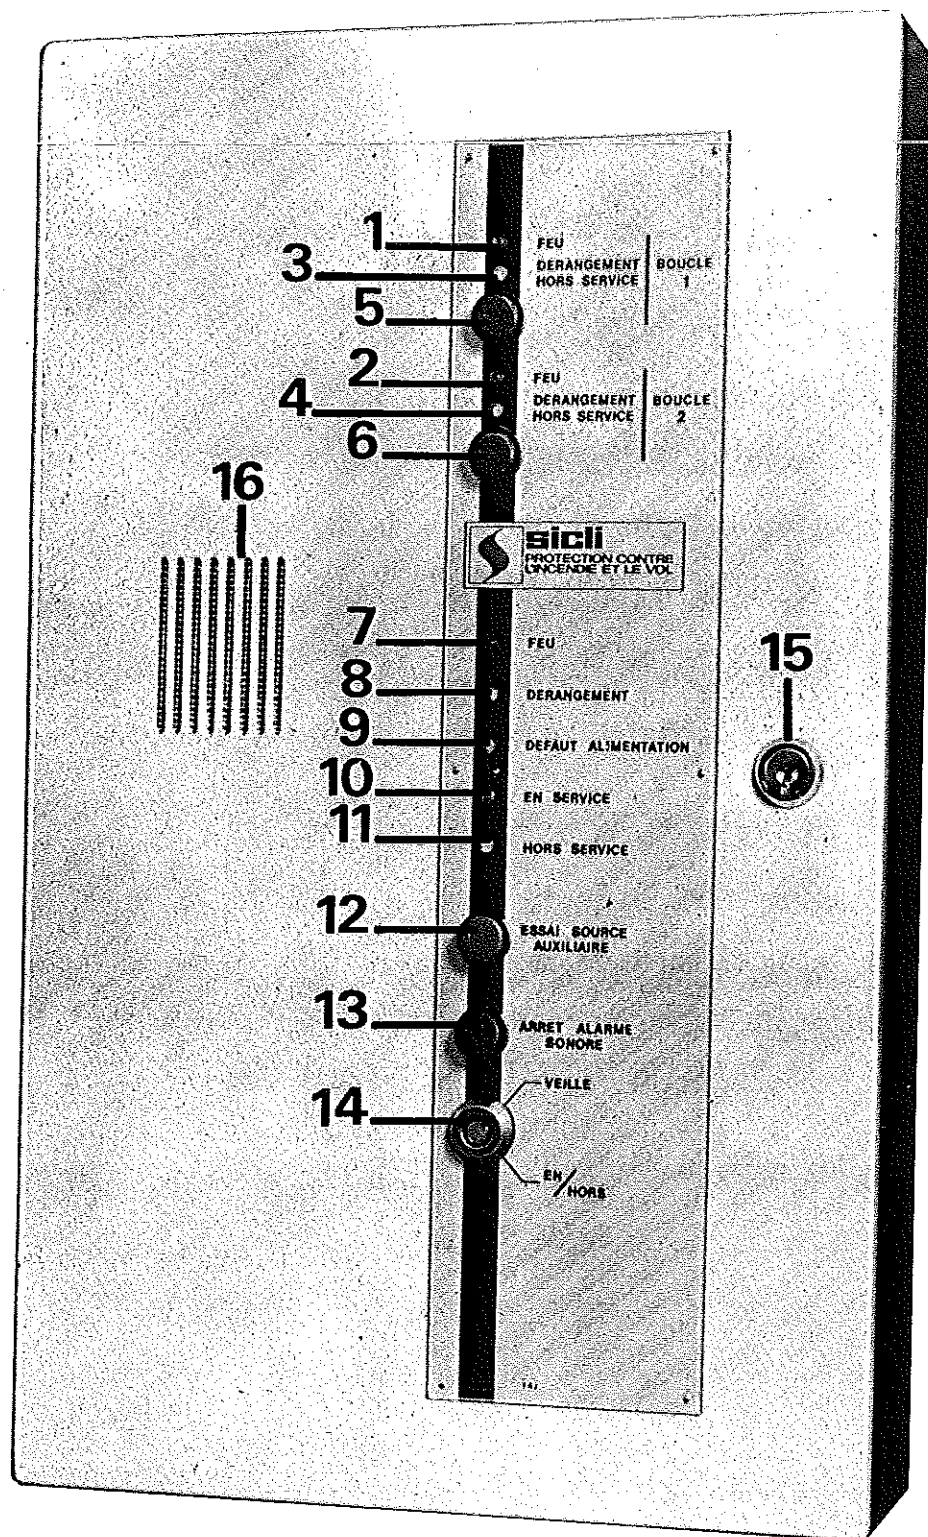 1
FEU
3
DERANGEMENT
HORS SERVICE
BOUCLE
1
5
2
FEU
4
DERANGEMENT
HORS SERVICE
BOUCLE
2
6
16
sicli
PROTECTION CONTRE
L'INCENDIE ET LE VOL
7
FEU
15
8
DERANGEMENT
9
DEFAUT ALIMENTATION
10
EN SERVICE
11
HORS SERVICE
12
ESSAI SOURCE
AUXILIAIRE
13
ARRET ALARME
SONORE
VEILLE
14
EN/
HORS